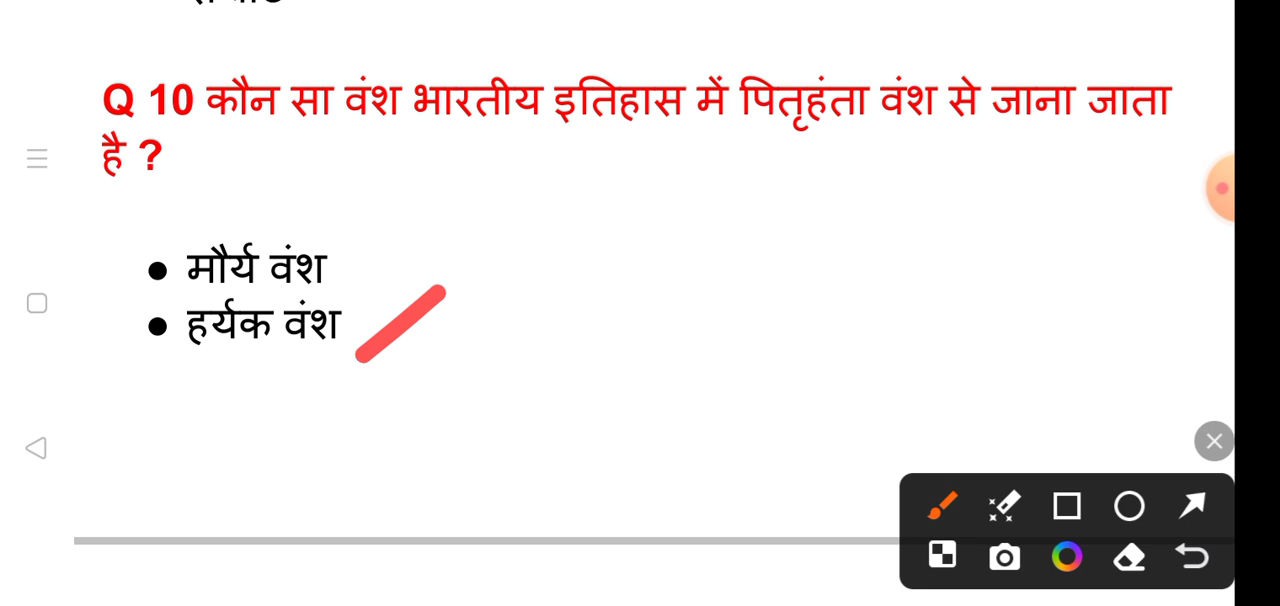 Q 10 कौन सा वंश भारतीय इतिहास में पितृहंता वंश से जाना जाता
है ?
● मौर्य वंश
● हर्यक वंश